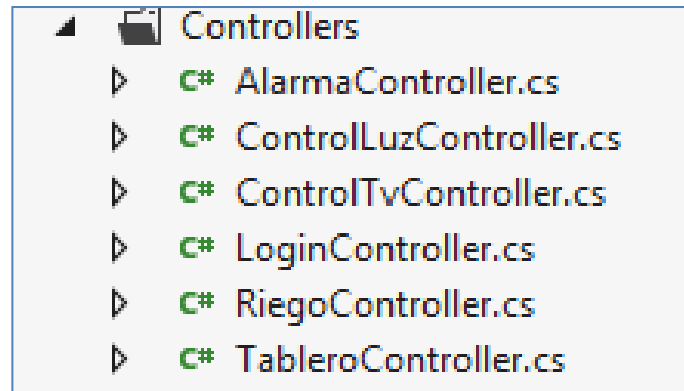 Controllers
C# AlarmaController.cs
C# ControlLuzController.cs
C# ControlTvController.cs
C# LoginController.cs
C# RiegoController.cs
C# TableroController.cs